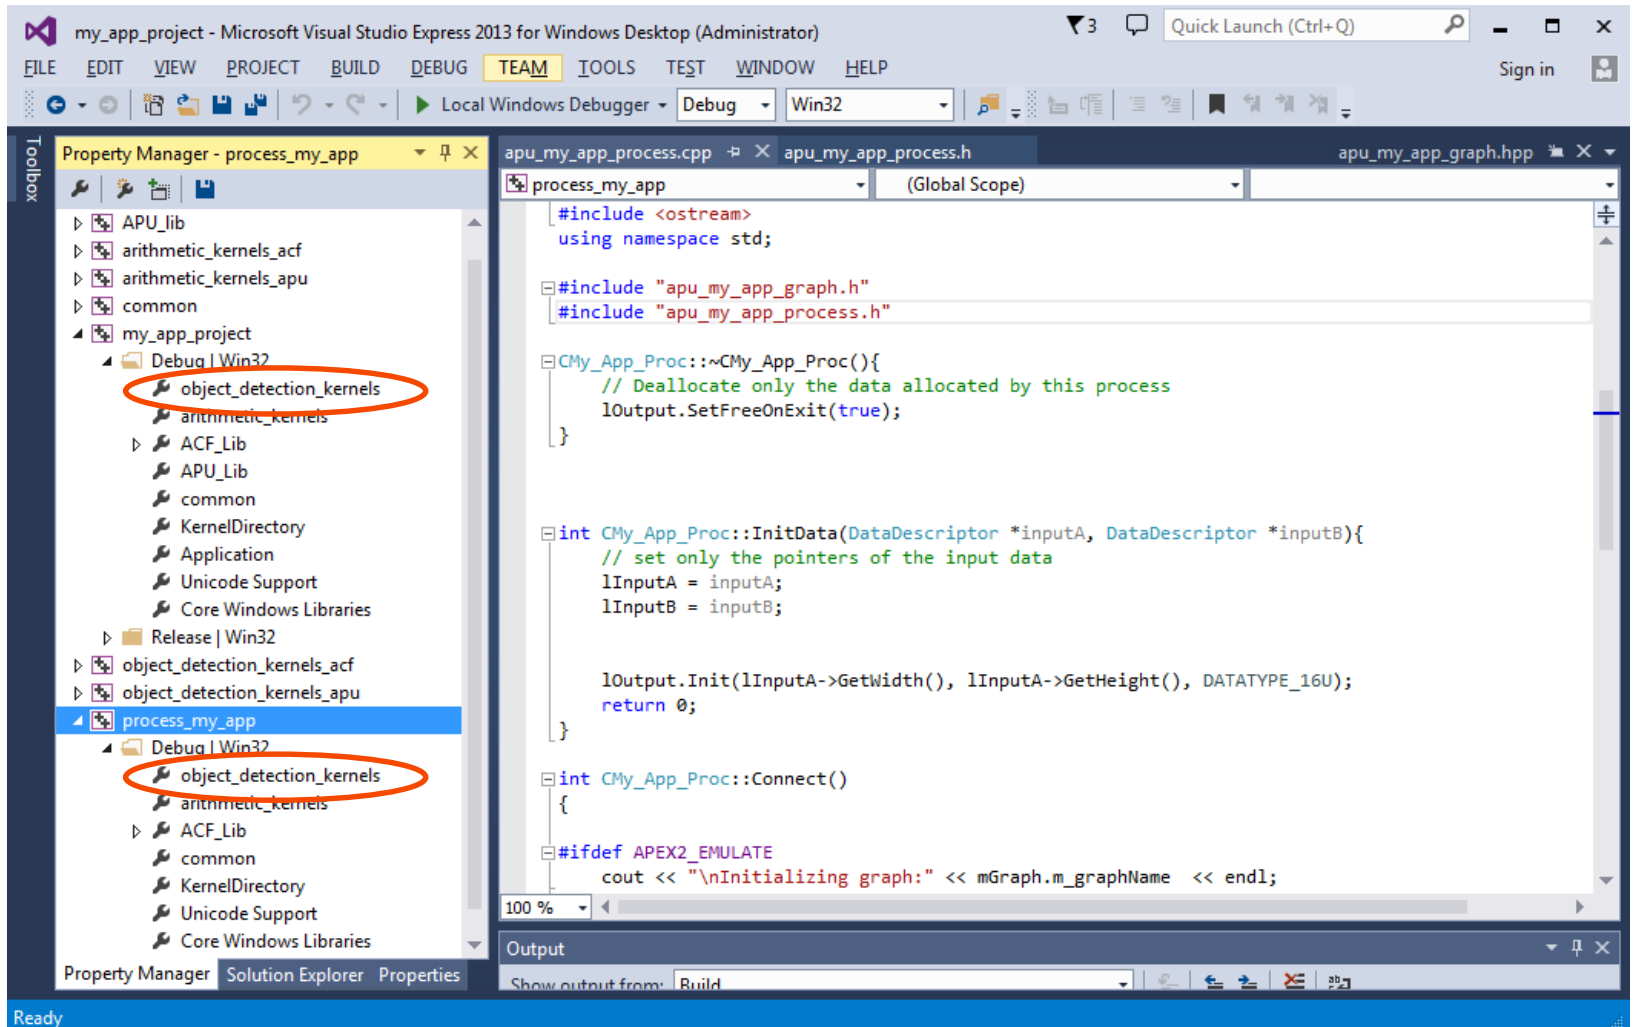 my_app_project - Microsoft Visual Studio Express 2013 for Windows Desktop (Administrator)
3
Quick Launch (Ctrl+Q)
FILE EDIT VIEW PROJECT BUILD DEBUG TEAM TOOLS TEST WINDOW HELP
Sign in
Local Windows Debugger Debug Win32
Toolbox
Property Manager - process_my_app
APU_lib
arithmetic_kernels_acf
arithmetic_kernels_apu
common
my_app_project
Debug | Win32
object_detection_kernels
arithmetic_kernels
ACF_Lib
APU_Lib
common
KernelDirectory
Application
Unicode Support
Core Windows Libraries
Release | Win32
object_detection_kernels_acf
object_detection_kernels_apu
process_my_app
Debug | Win32
object_detection_kernels
arithmetic_kernels
ACF_Lib
common
KernelDirectory
Unicode Support
Core Windows Libraries
Property Manager Solution Explorer Properties
apu_my_app_process.cpp apu_my_app_process.h apu_my_app_graph.hpp
process_my_app (Global Scope)
#include <ostream>
using namespace std;
#include "apu_my_app_graph.h"
#include "apu_my_app_process.h"
CMy_App_Proc::~CMy_App_Proc(){
// Deallocate only the data allocated by this process
lOutput.SetFreeOnExit(true);
}
int CMy_App_Proc::InitData(DataDescriptor *inputA, DataDescriptor *inputB){
// set only the pointers of the input data
lInputA = inputA;
lInputB = inputB;
lOutput.Init(lInputA->GetWidth(), lInputA->GetHeight(), DATATYPE_16U);
return 0;
}
int CMy_App_Proc::Connect()
{
#ifdef APEX2_EMULATE
cout << "\nInitializing graph:" << mGraph.m_graphName << endl;
100 %
Output
Show output from: Build
Ready